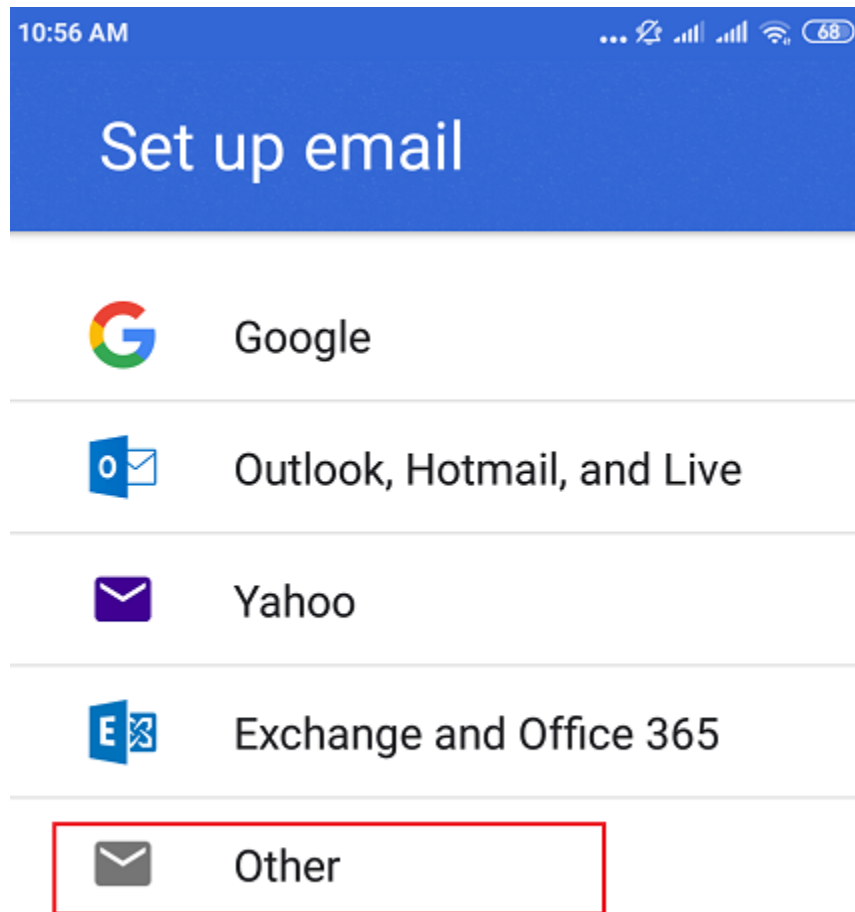 10:56 AM 68
Set up email
G Google
O Outlook, Hotmail, and Live
Yahoo
E Exchange and Office 365
Other